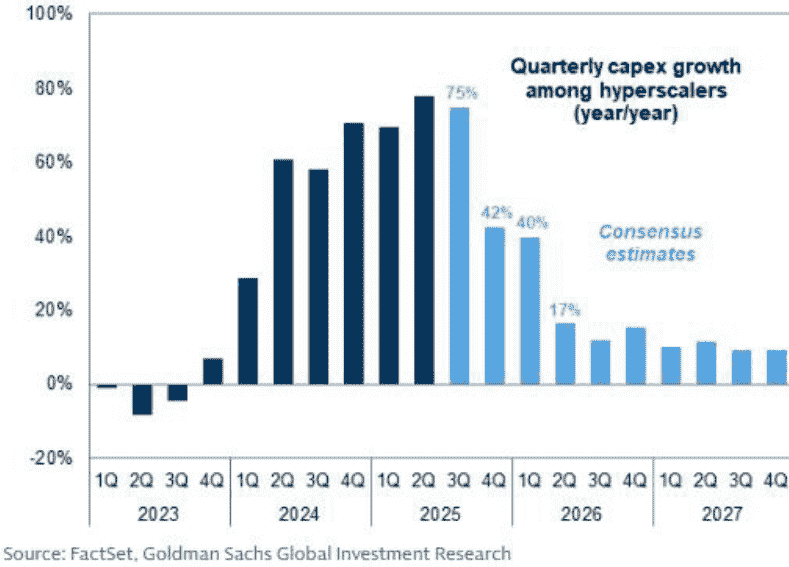 100%
80%
60%
40%
20%
0%
-20%
Quarterly capex growth
among hyperscalers
(year/year)
75%
42%
40%
17%
Consensus
estimates
1Q 2Q 3Q 4Q 1Q 2Q 3Q 4Q 1Q 2Q 3Q 4Q 1Q 2Q 3Q 4Q 1Q 2Q 3Q 4Q
2023 2024 2025 2026 2027
Source: FactSet, Goldman Sachs Global Investment Research